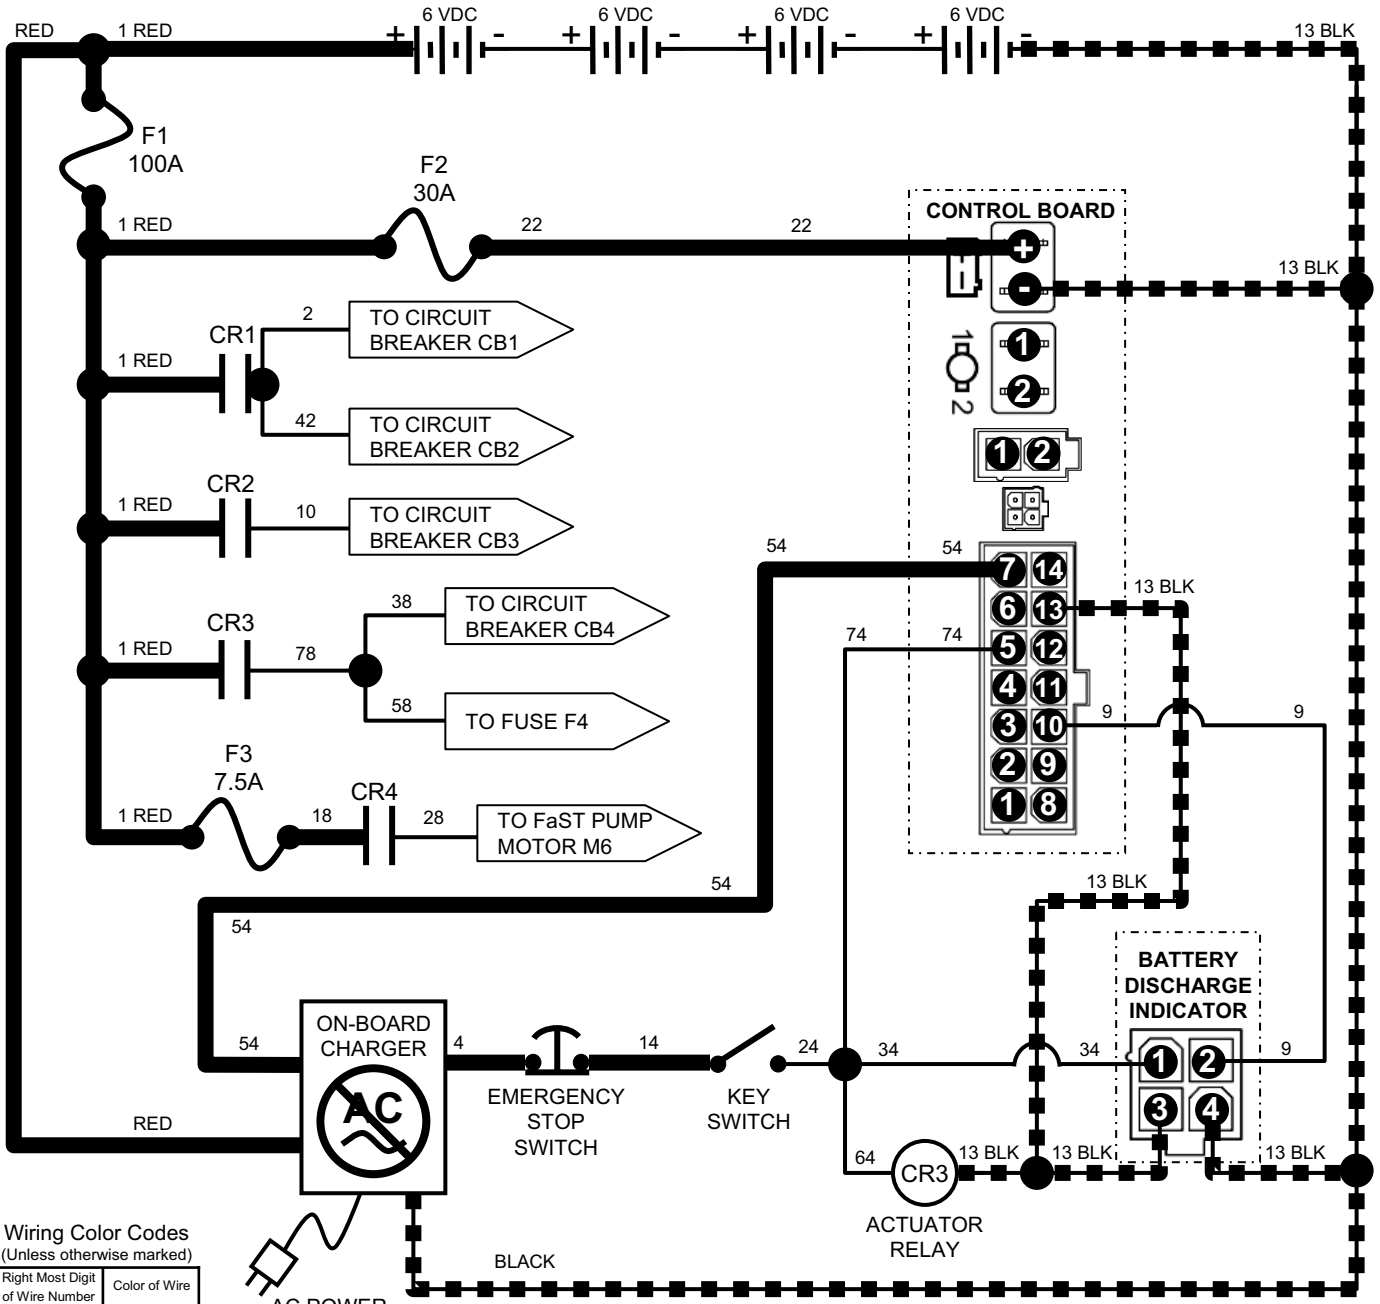 RED
1 RED
+ 6 VDC -
+ 6 VDC -
+ 6 VDC -
+ 6 VDC -
13 BLK
F1
100A
F2
30A
1 RED
22
22
CONTROL BOARD
+
-
13 BLK
1
2
1
2
1 2
2
TO CIRCUIT
BREAKER CB1
CR1
1 RED
42
TO CIRCUIT
BREAKER CB2
CR2
1 RED
10
TO CIRCUIT
BREAKER CB3
54
54
7 14
6 13
5 12
4 11
3 10
2 9
1 8
13 BLK
38
TO CIRCUIT
BREAKER CB4
CR3
1 RED
78
74
74
58
TO FUSE F4
9
9
F3
7.5A
1 RED
18
CR4
28
TO FaST PUMP
MOTOR M6
54
13 BLK
54
BATTERY
DISCHARGE
INDICATOR
54
ON-BOARD
CHARGER
AC
4
14
24
34
34
1 2
3 4
9
EMERGENCY
STOP
SWITCH
KEY
SWITCH
RED
64
CR3
13 BLK
13 BLK
13 BLK
ACTUATOR
RELAY
BLACK
Wiring Color Codes
(Unless otherwise marked)
Right Most Digit
of Wire Number
Color of Wire
AC POWER